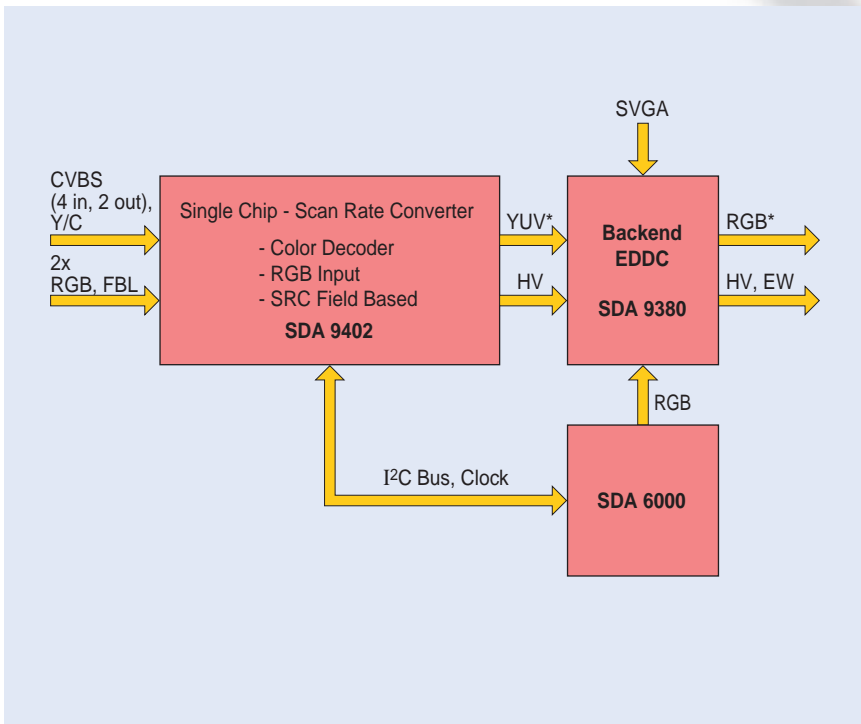 SVGA
CVBS
(4 in, 2 out),
Y/C
2x
RGB, FBL
Single Chip - Scan Rate Converter
- Color Decoder
- RGB Input
- SRC Field Based
SDA 9402
YUV*
HV
Backend
EDDC
SDA 9380
RGB*
HV, EW
RGB
I²C Bus, Clock
SDA 6000